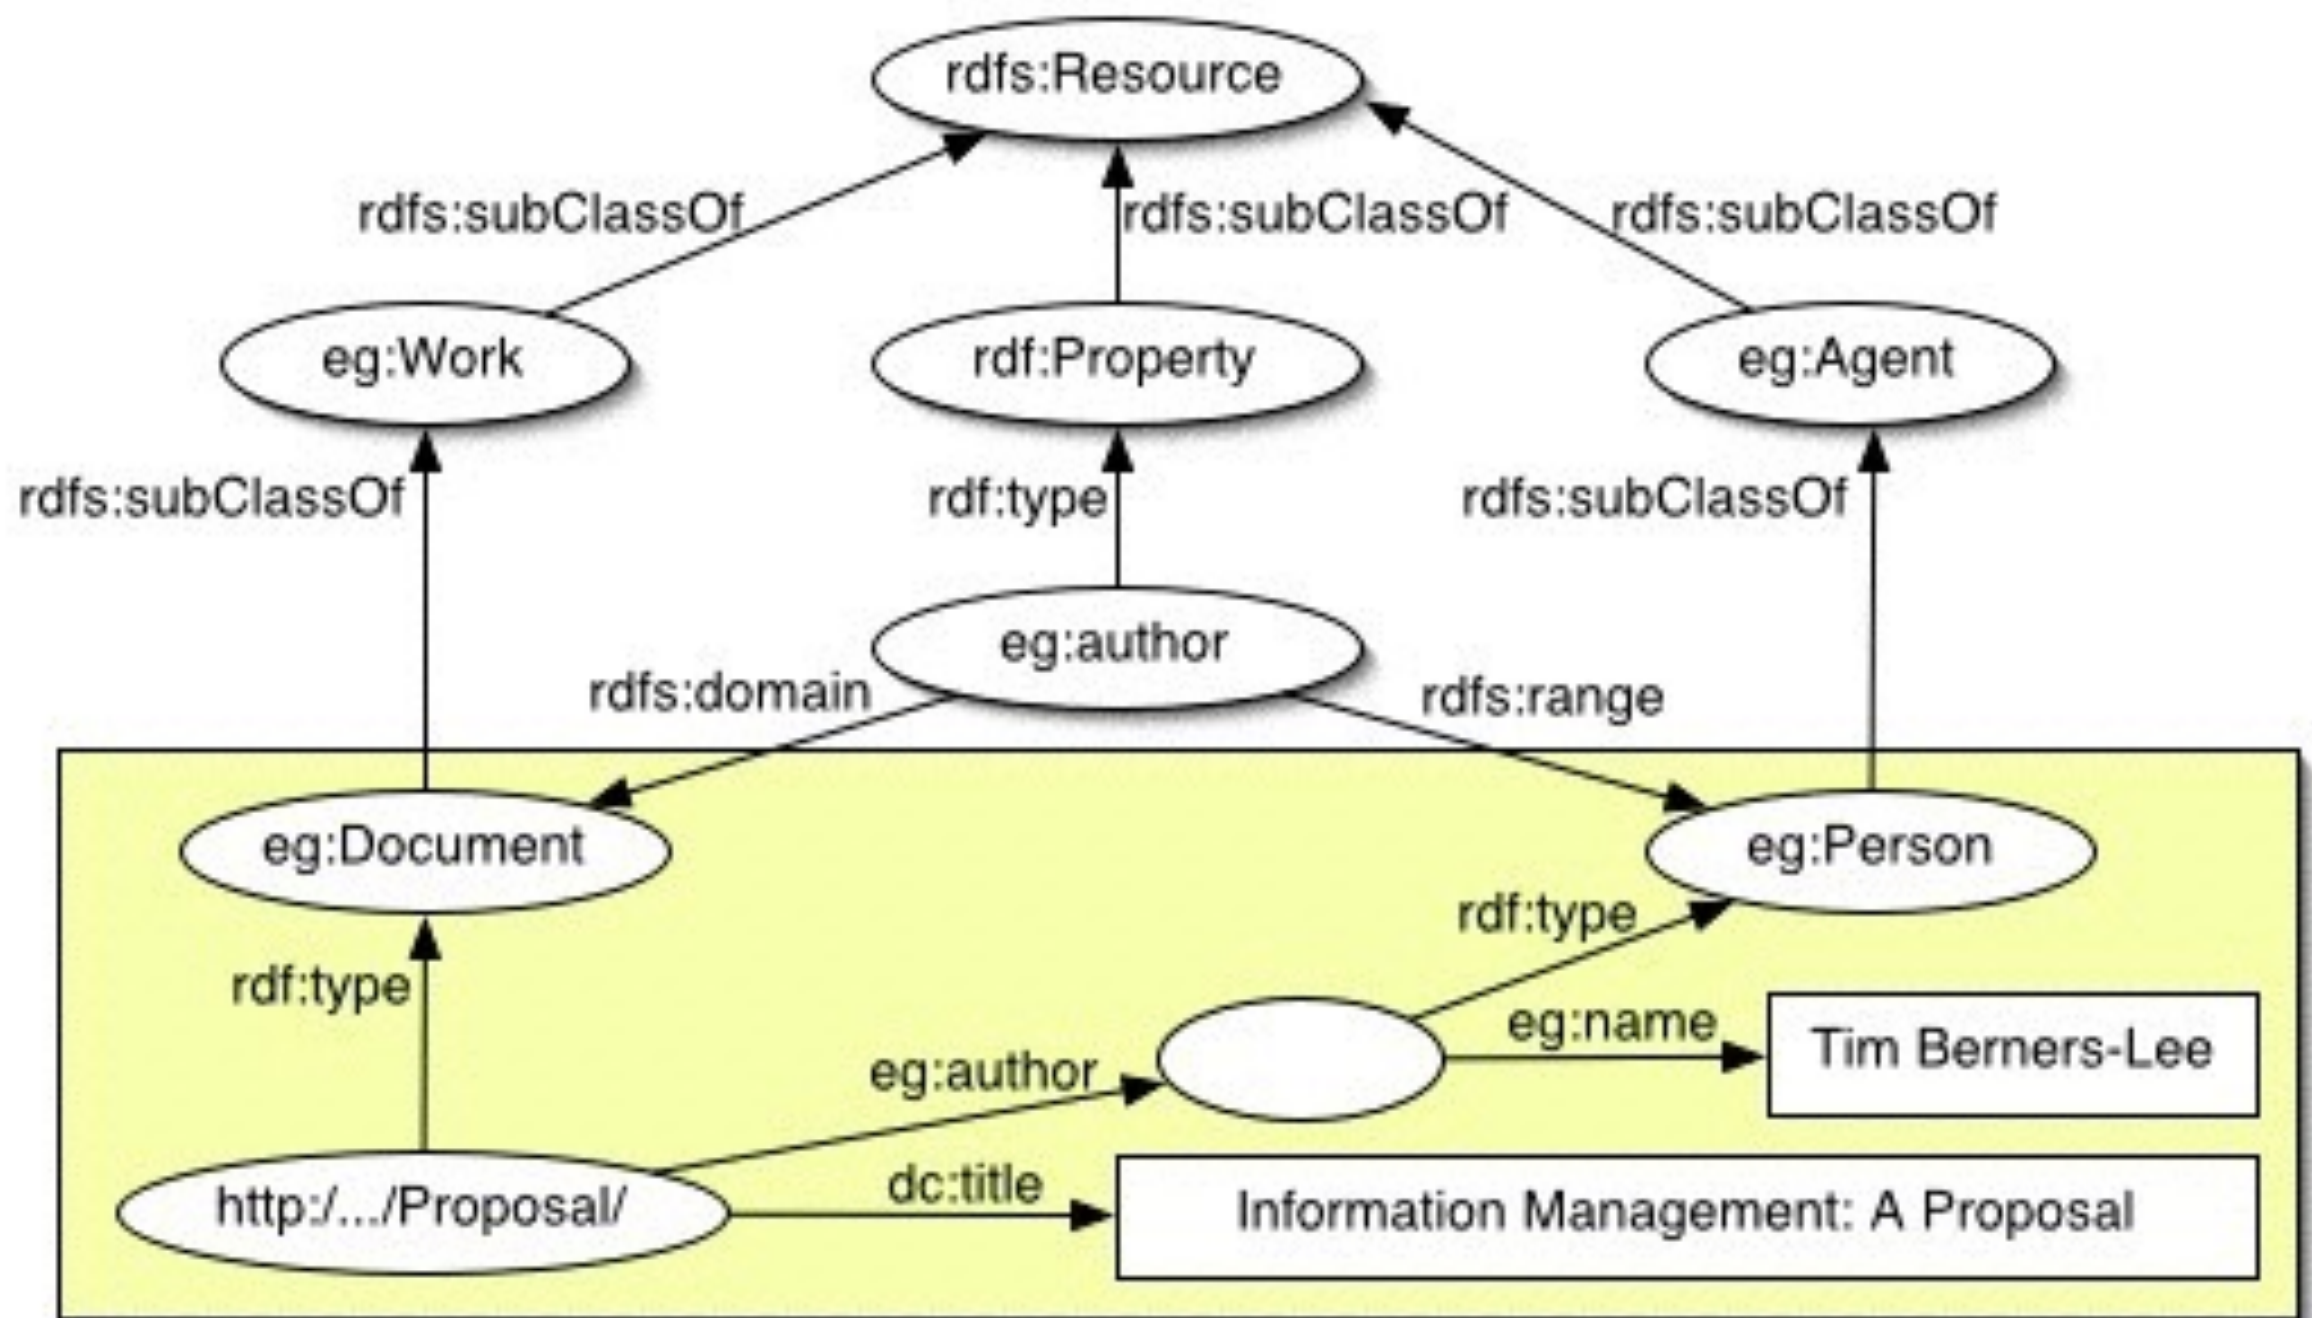 rdfs:Resource
rdfs:subClassOf
rdfs:subClassOf
rdfs:subClassOf
eg:Work
rdf:Property
eg:Agent
rdfs:subClassOf
rdf:type
rdfs:subClassOf
eg:author
rdfs:domain
rdfs:range
eg:Document
eg:Person
rdf:type
rdf:type
eg:name
Tim Berners-Lee
eg:author
dc:title
http:/.../Proposal/
Information Management: A Proposal